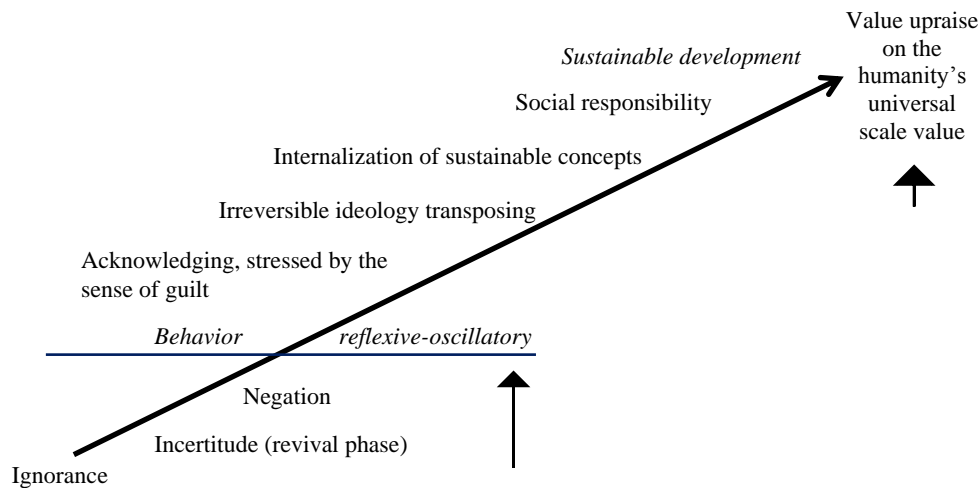 Value upraise
on the
humanity's
universal
scale value
Sustainable development
Social responsibility
Internalization of sustainable concepts
Irreversible ideology transposing
Acknowledging, stressed by the
sense of guilt
Behavior reflexive-oscillatory
Negation
Incertitude (revival phase)
Ignorance